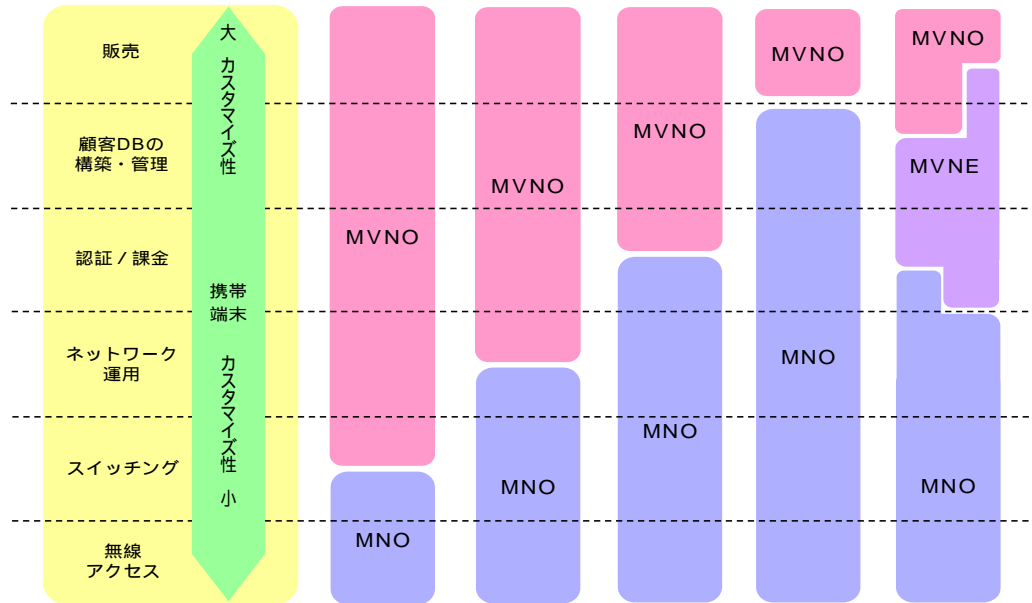 販売
顧客DBの
構築・管理
認証 / 課金
ネットワーク
運用
スイッチング
無線
アクセス
大 カスタマイズ性
携帯
端末
カスタマイズ性 小
MVNO
MNO
MVNO
MNO
MVNO
MNO
MVNO
MNO
MVNO
MVNE
MNO